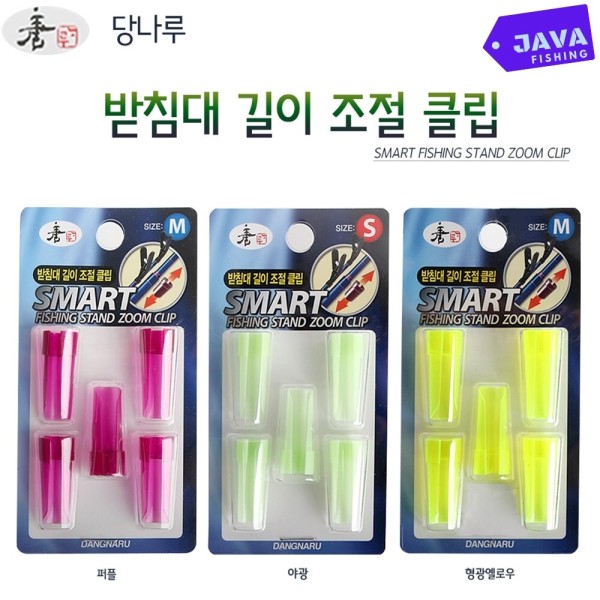 당나루
JAVA
FISHING
받침대 길이 조절 클립
SMART FISHING STAND ZOOM CLIP
SIZE: M
받침대 길이 조절 클립
SMART
FISHING STAND ZOOM CLIP
DANGNARU
퍼플
SIZE: S
받침대 길이 조절 클립
SMART
FISHING STAND ZOOM CLIP
DANGNARU
야광
SIZE: M
받침대 길이 조절 클립
SMART
FISHING STAND ZOOM CLIP
DANGNARU
형광옐로우